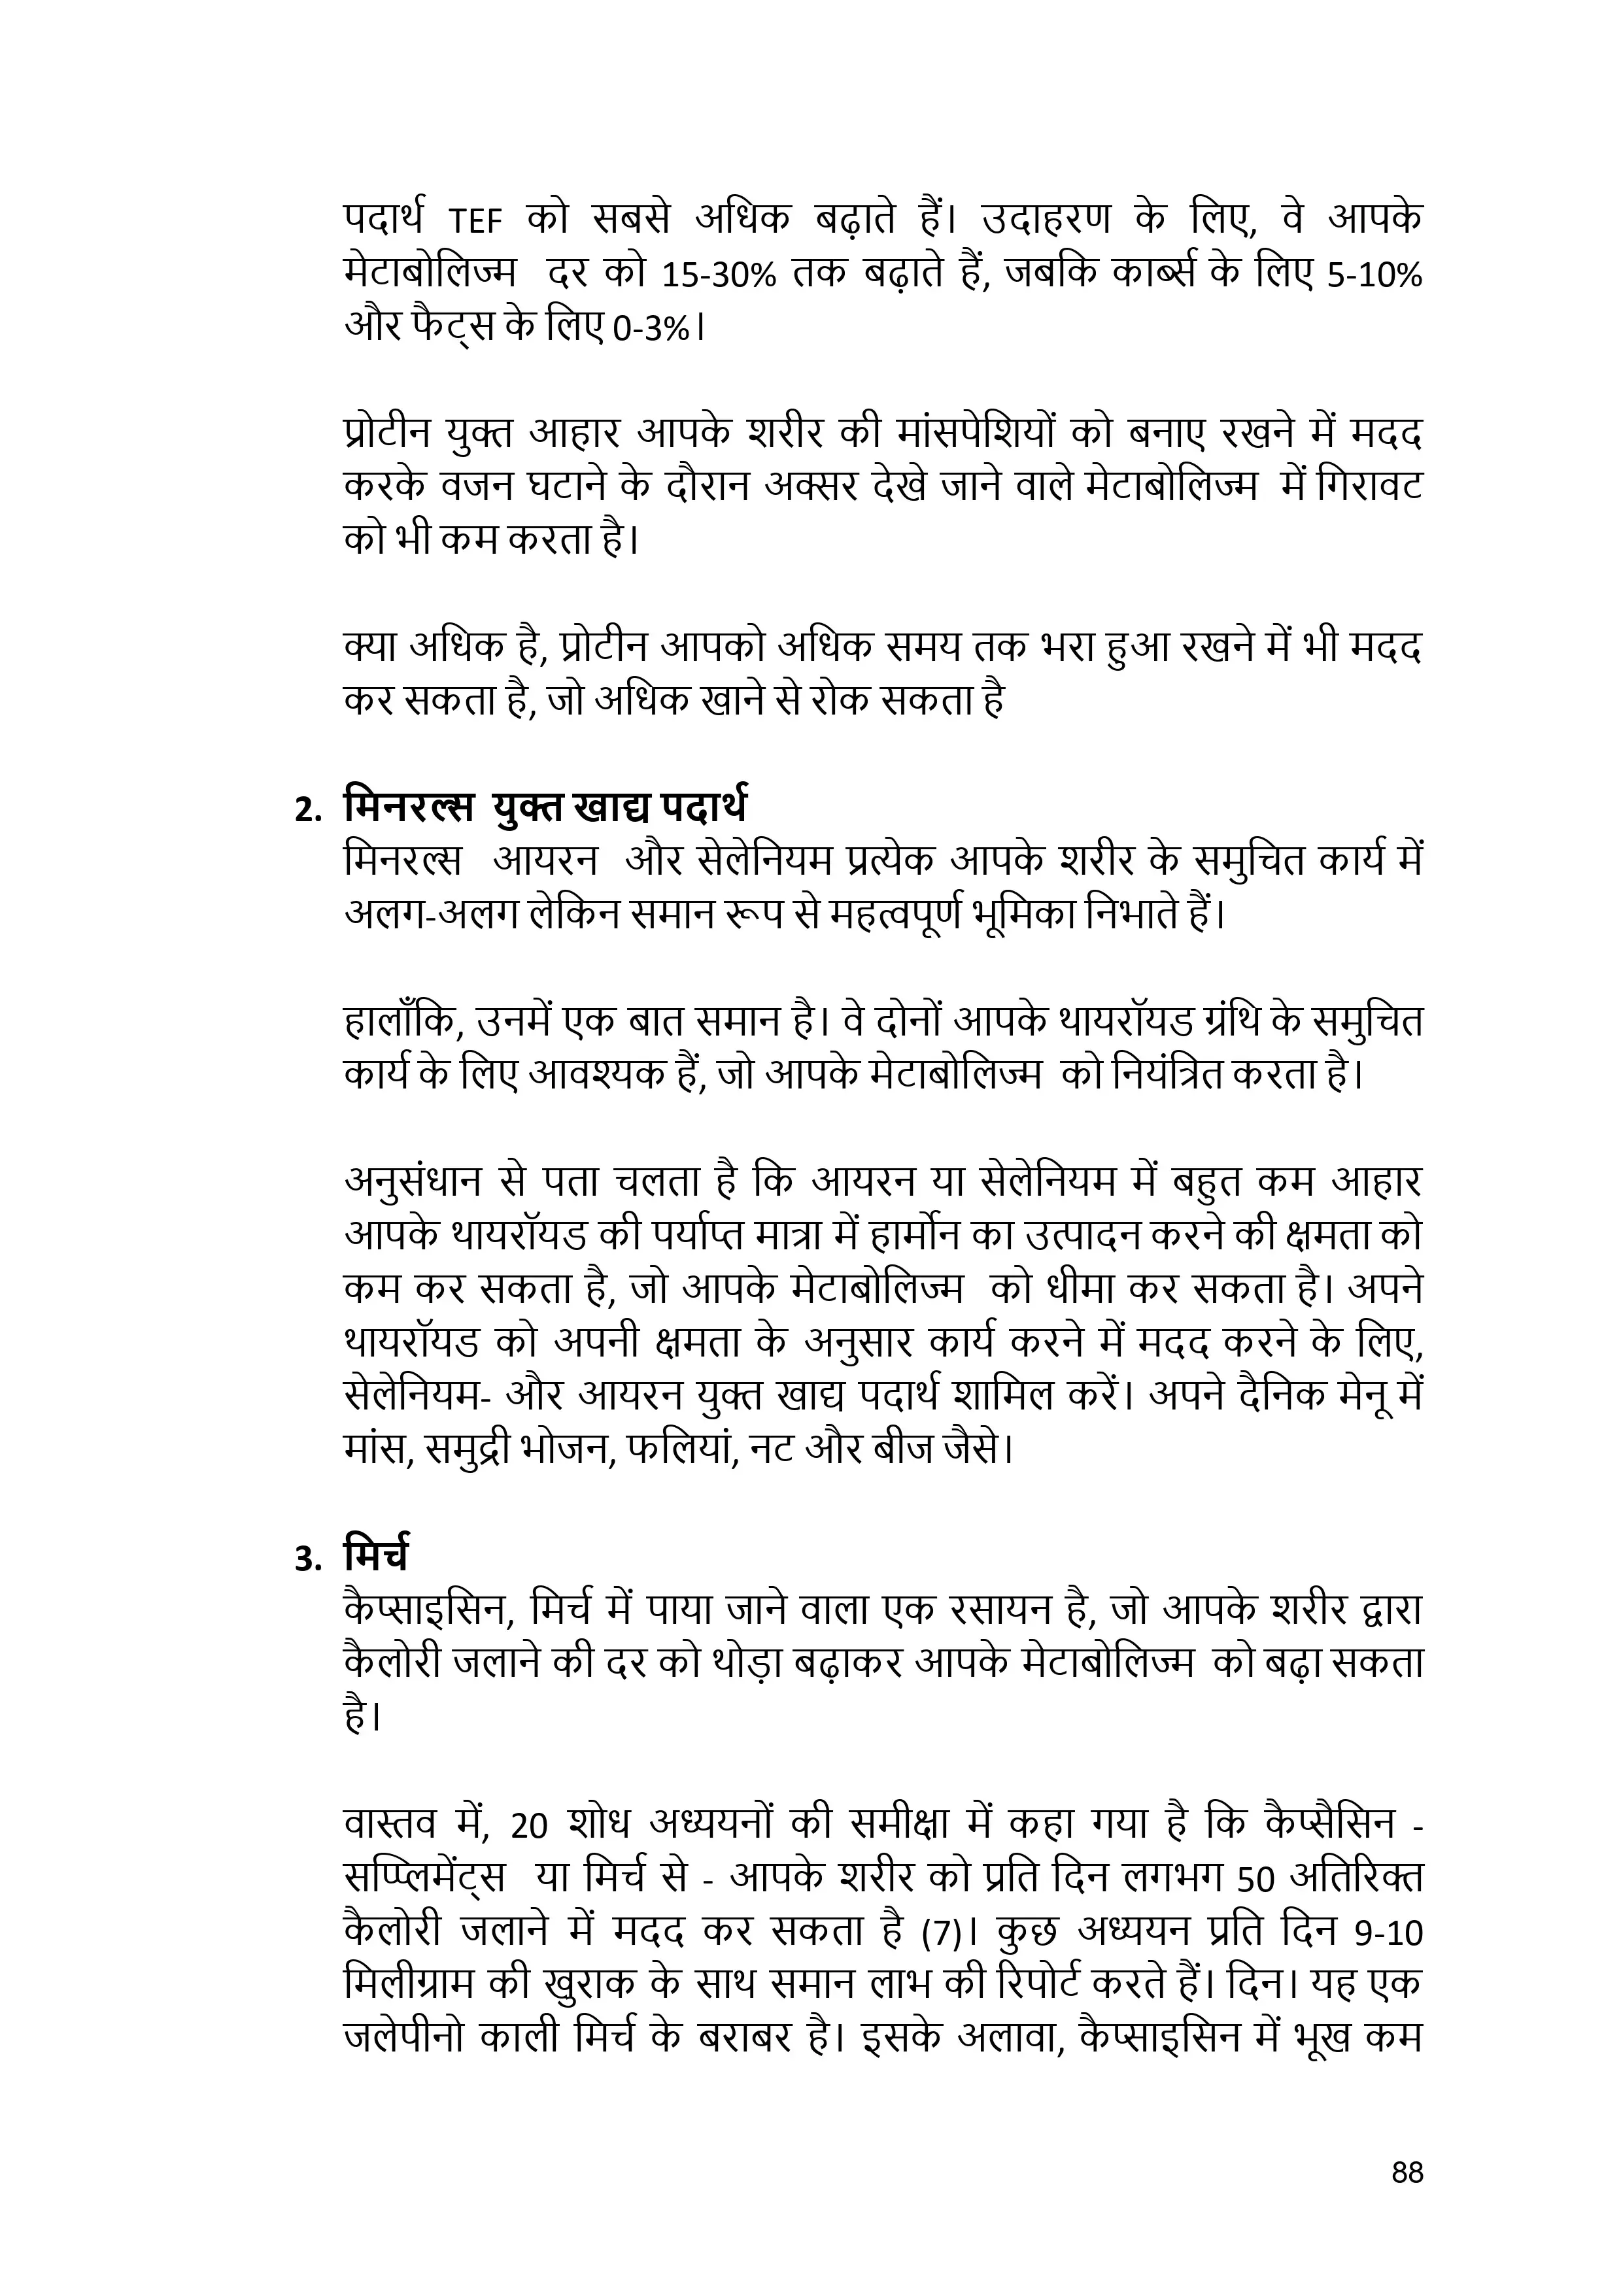 पदार्थ TEF को सबसे अधिक बढ़ाते हैं। उदाहरण के लिए, वे आपके
मेटाबोलिज्म दर को 15-30% तक बढ़ाते हैं, जबकि कार्ब्स के लिए 5-10%
और फैट्स के लिए 0-3%।
प्रोटीन युक्त आहार आपके शरीर की मांसपेशियों को बनाए रखने में मदद
करके वजन घटाने के दौरान अक्सर देखे जाने वाले मेटाबोलिज्म में गिरावट
को भी कम करता है।
क्या अधिक है, प्रोटीन आपको अधिक समय तक भरा हुआ रखने में भी मदद
कर सकता है, जो अधिक खाने से रोक सकता है
2. मिनरल्स युक्त खाद्य पदार्थ
मिनरल्स आयरन और सेलेनियम प्रत्येक आपके शरीर के समुचित कार्य में
अलग-अलग लेकिन समान रूप से महत्वपूर्ण भूमिका निभाते हैं।
हालाँकि, उनमें एक बात समान है। वे दोनों आपके थायरॉयड ग्रंथि के समुचित
कार्य के लिए आवश्यक हैं, जो आपके मेटाबोलिज्म को नियंत्रित करता है।
अनुसंधान से पता चलता है कि आयरन या सेलेनियम में बहुत कम आहार
आपके थायरॉयड की पर्याप्त मात्रा में हार्मोन का उत्पादन करने की क्षमता को
कम कर सकता है, जो आपके मेटाबोलिज्म को धीमा कर सकता है। अपने
थायरॉयड को अपनी क्षमता के अनुसार कार्य करने में मदद करने के लिए,
सेलेनियम- और आयरन युक्त खाद्य पदार्थ शामिल करें। अपने दैनिक मेनू में
मांस, समुद्री भोजन, फलियां, नट और बीज जैसे।
3. मिर्च
कैप्साइसिन, मिर्च में पाया जाने वाला एक रसायन है, जो आपके शरीर द्वारा
कैलोरी जलाने की दर को थोड़ा बढ़ाकर आपके मेटाबोलिज्म को बढ़ा सकता
है।
वास्तव में, 20 शोध अध्ययनों की समीक्षा में कहा गया है कि कैप्सैसिन -
सप्प्लिमेंट्स या मिर्च से - आपके शरीर को प्रति दिन लगभग 50 अतिरिक्त
कैलोरी जलाने में मदद कर सकता है (7)। कुछ अध्ययन प्रति दिन 9-10
मिलीग्राम की खुराक के साथ समान लाभ की रिपोर्ट करते हैं। दिन। यह एक
जलेपीनो काली मिर्च के बराबर है। इसके अलावा, कैप्साइसिन में भूख कम
88